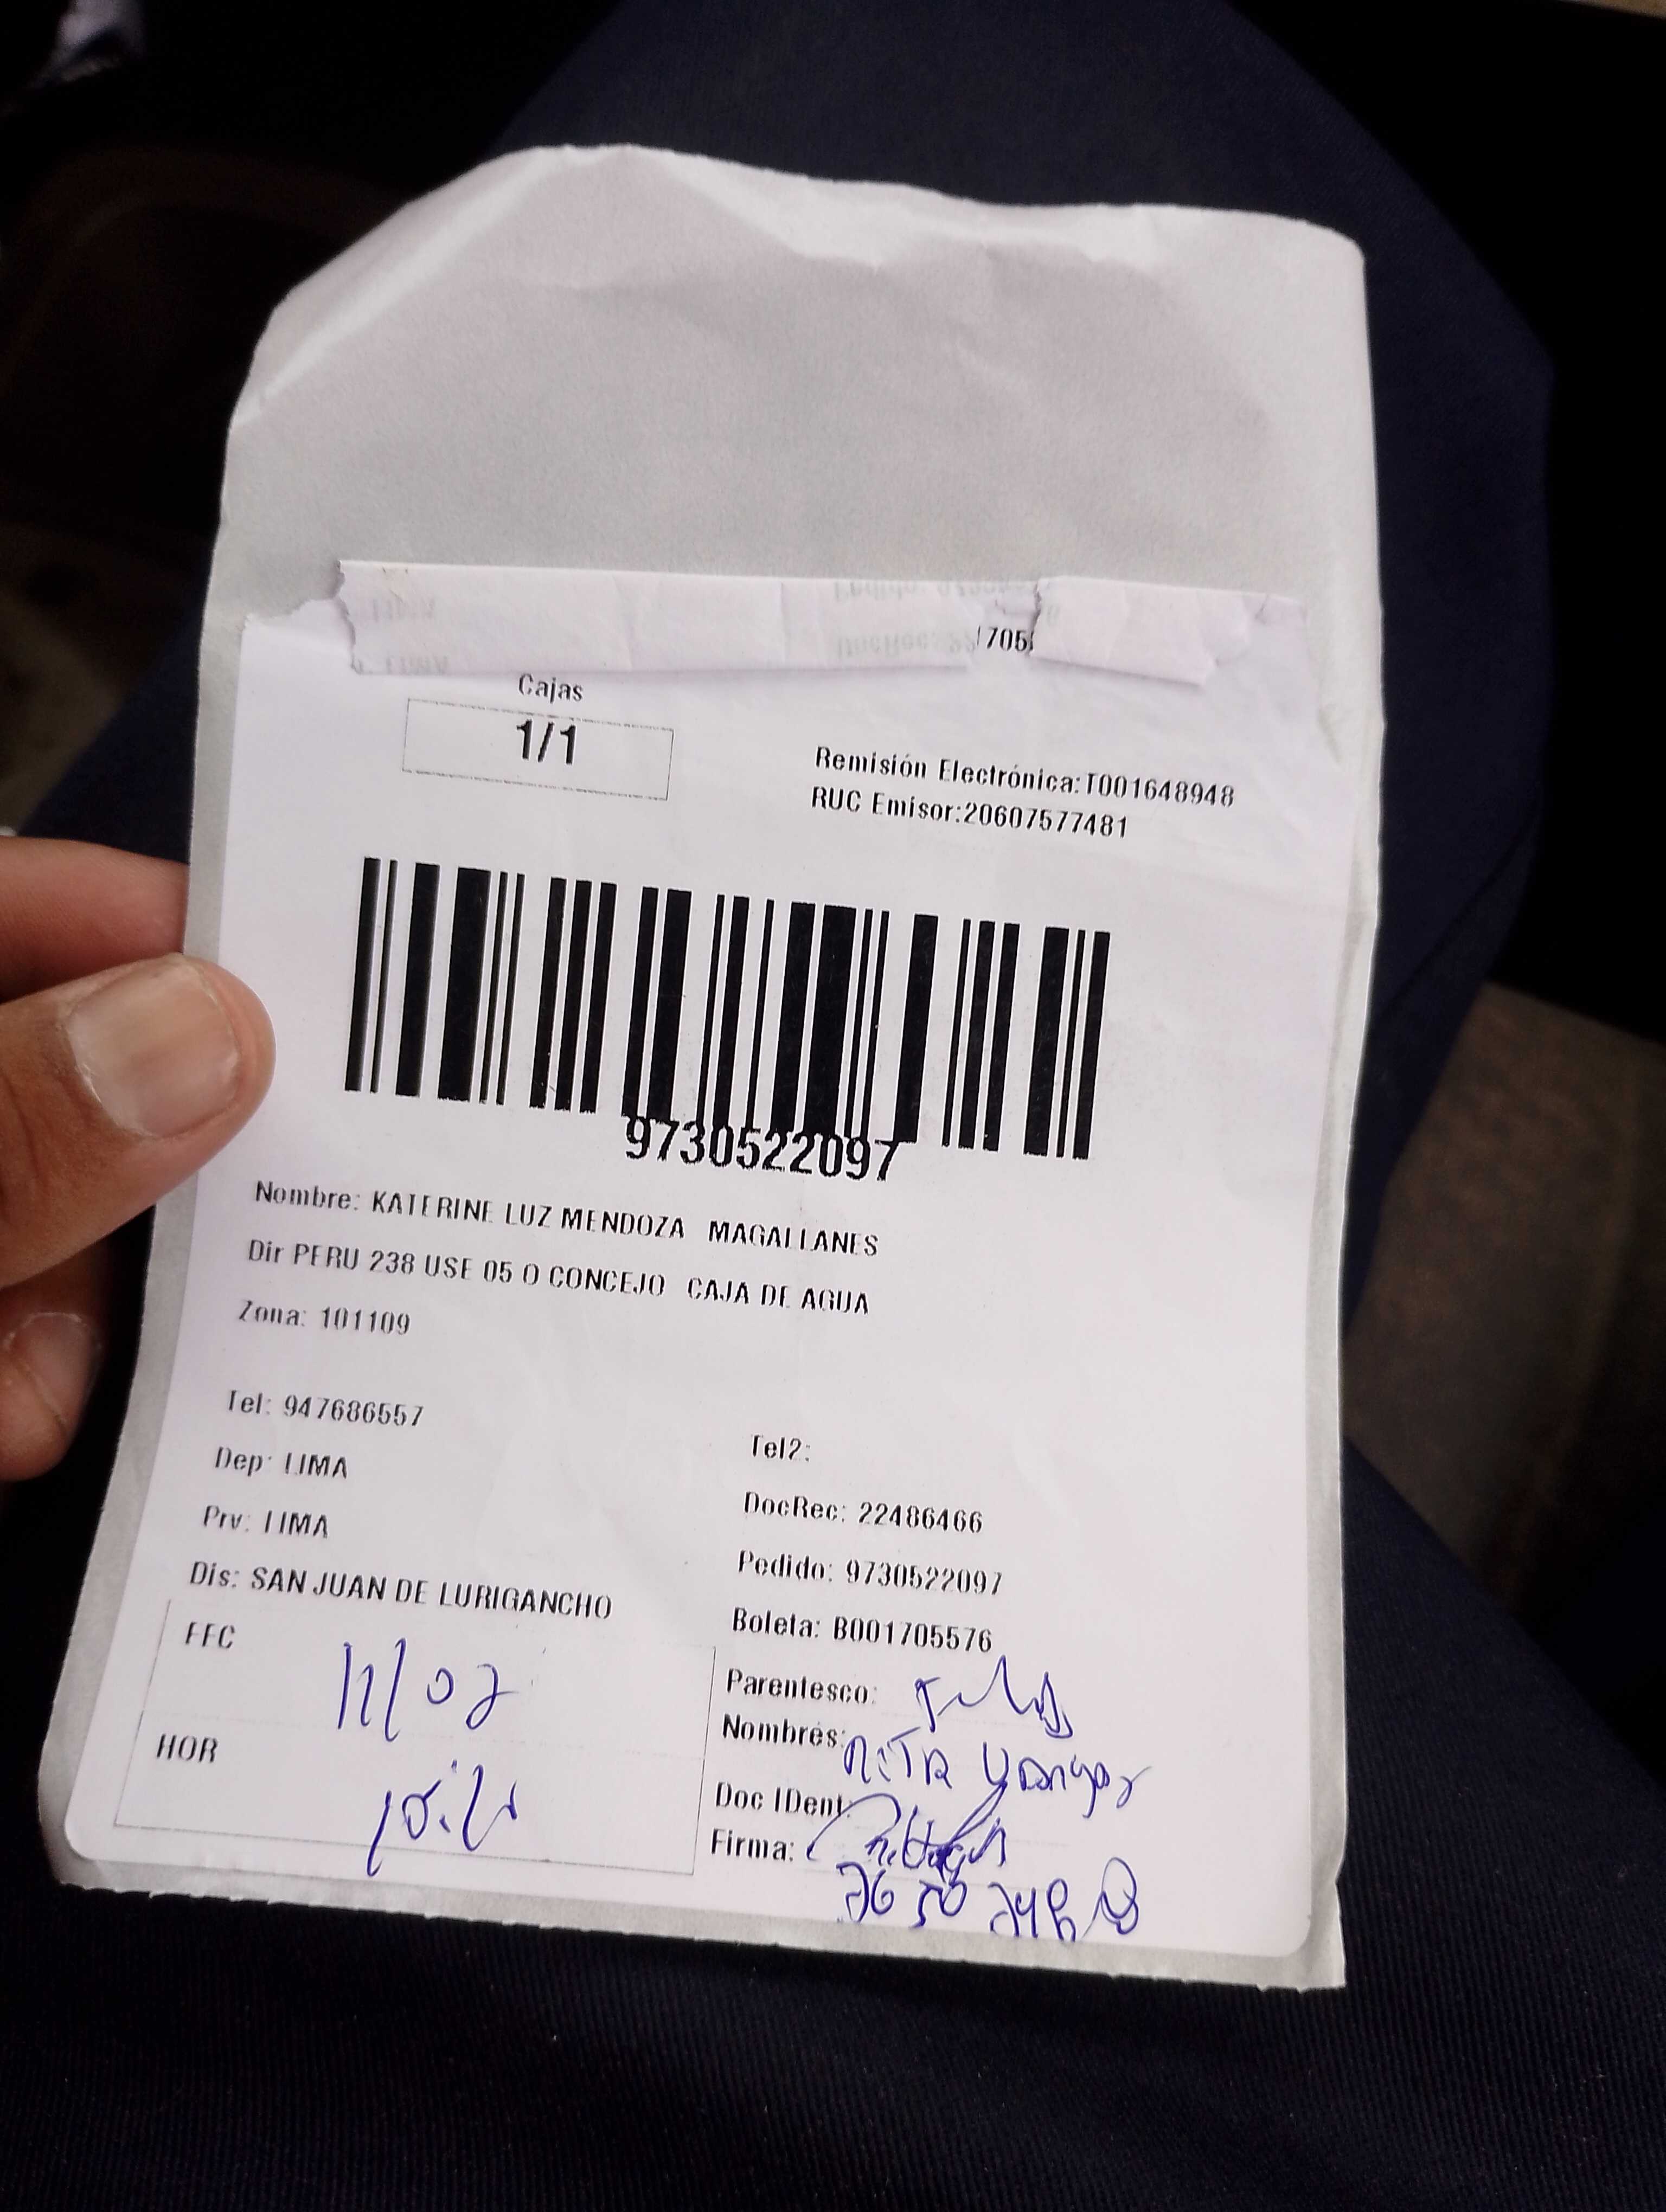 Cajas
1/1
Remisión Electrónica:T001648948
RUC Emisor:20607577481
9730522097
Nombre: KATERINE LUZ MENDOZA MAGALLANES
Dir PERU 238 USE 05 O CONCEJO CAJA DE AGUA
Zona: 101109
Tel: 947686557
Tel2:
Dep: LIMA
DocRec: 22486466
Prv: LIMA
Pedido: 9730522097
Dis: SAN JUAN DE LURIGANCHO
Boleta: B001705576
FFC 11/02
Parentesco:
Nombres:
HOR
Doc IDent:
Firma: